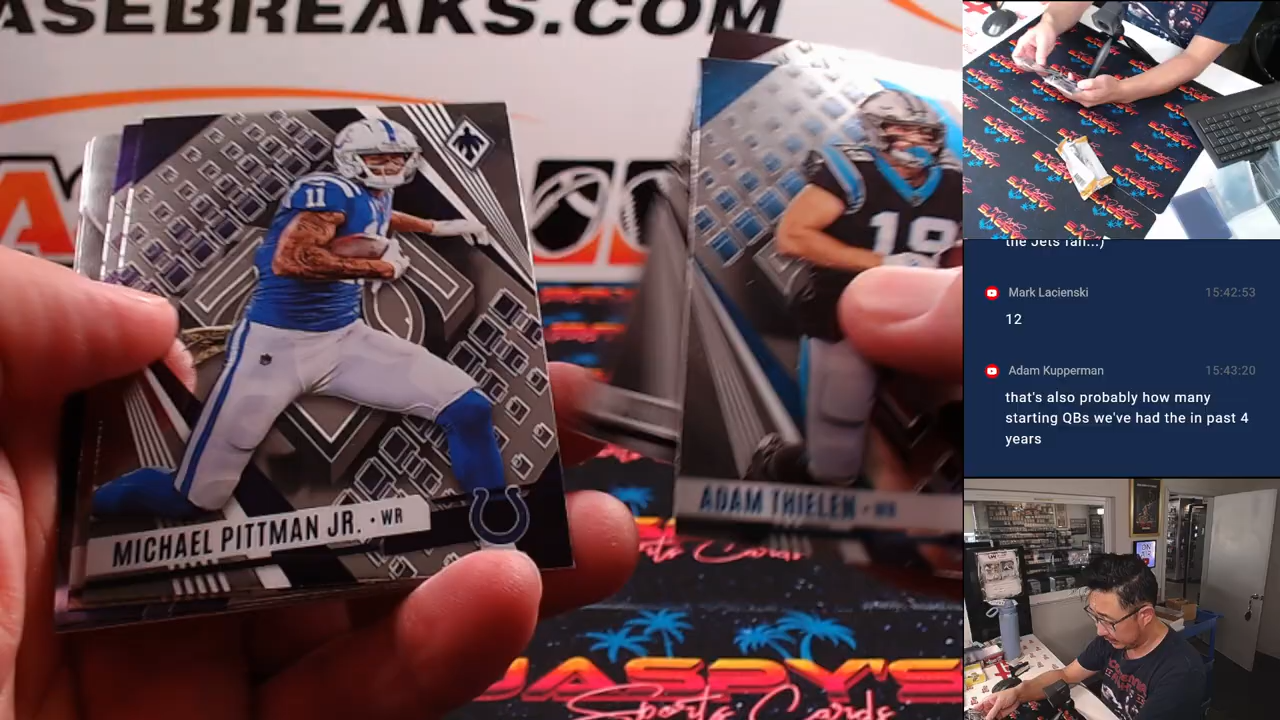 ASEBREAKS.COM
11
19
MICHAEL PITTMAN JR. · WR
ADAM THIELEN · WR
Sports Cards
JASPY'S
Sports Cards
the Jets fan...)
Mark Lacienski 15:42:53
12
Adam Kupperman 15:43:20
that's also probably how many
starting QBs we've had the in past 4
years